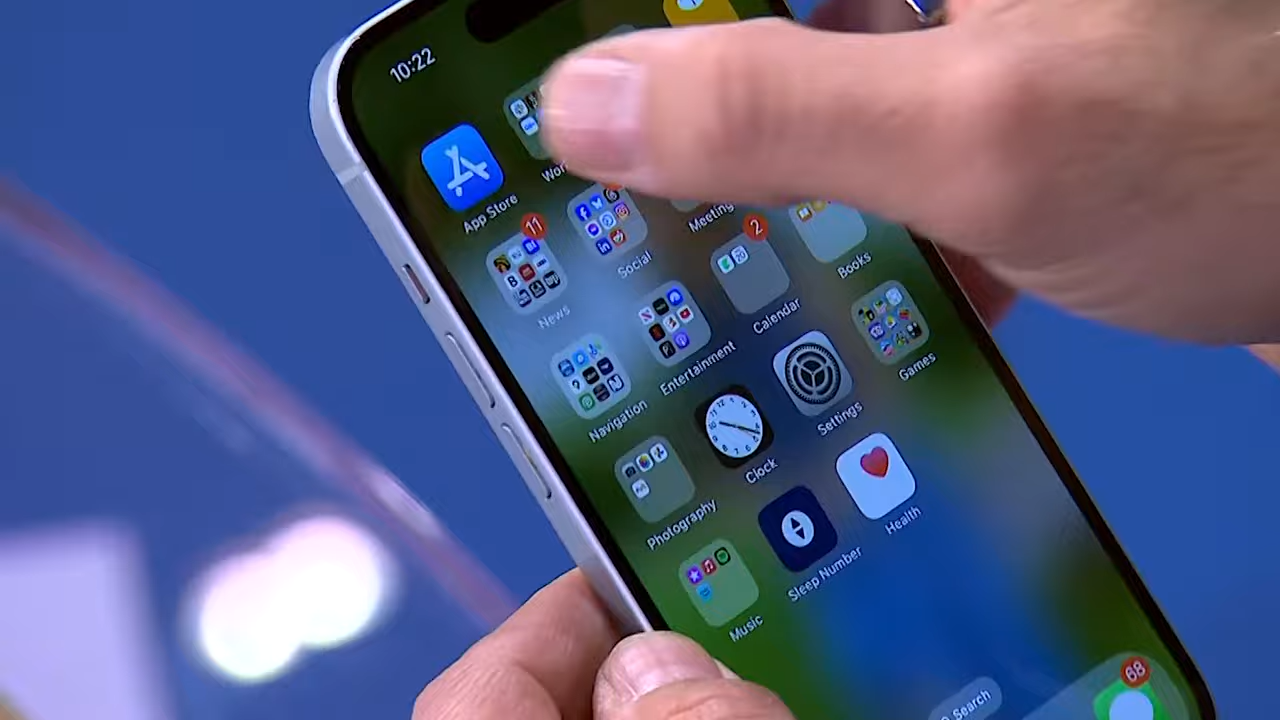 10:22
App Store
Meeting
11
Social
2
Books
News
Calendar
Entertainment
Games
Navigation
Settings
Clock
Photography
Health
Sleep Number
Music
Search
68